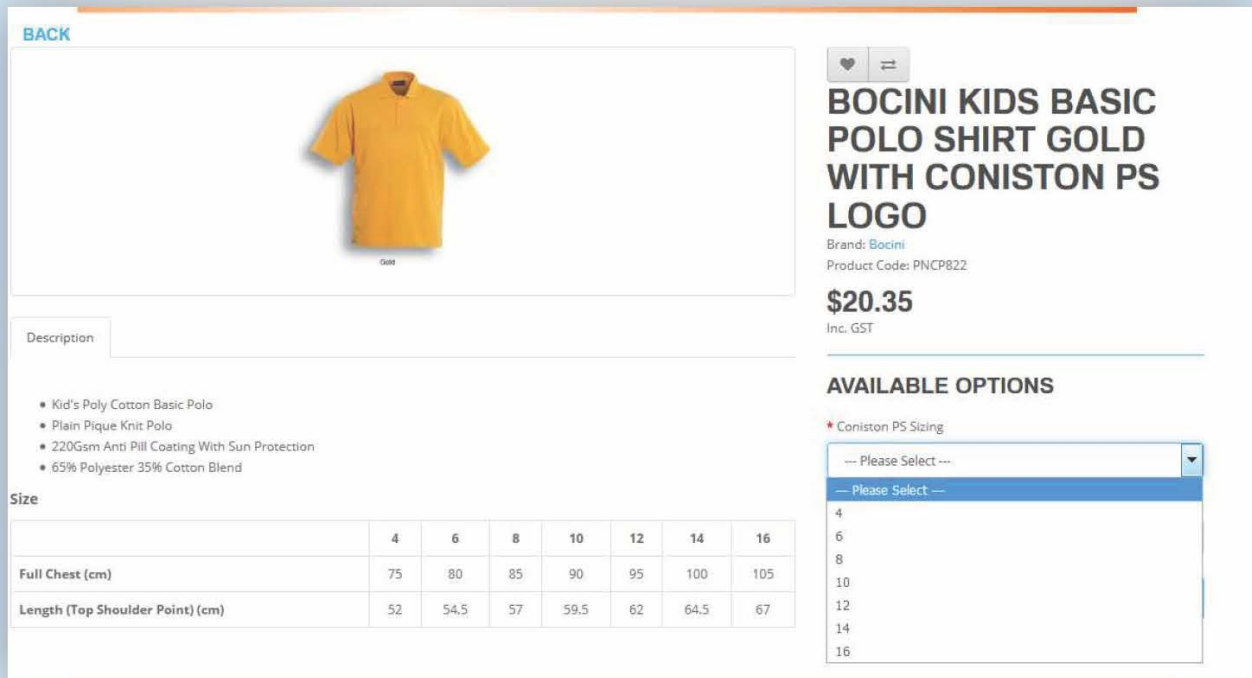 BACK
Gold
BOCINI KIDS BASIC
POLO SHIRT GOLD
WITH CONISTON PS
LOGO
Brand: Bocini
Product Code: PNCP822
$20.35
Inc. GST
Description
• Kid's Poly Cotton Basic Polo
• Plain Pique Knit Polo
• 220Gsm Anti Pill Coating With Sun Protection
• 65% Polyester 35% Cotton Blend
Size
4 6 8 10 12 14 16
Full Chest (cm) 75 80 85 90 95 100 105
Length (Top Shoulder Point) (cm) 52 54.5 57 59.5 62 64.5 67
AVAILABLE OPTIONS
* Coniston PS Sizing
--- Please Select ---
--- Please Select ---
4
6
8
10
12
14
16